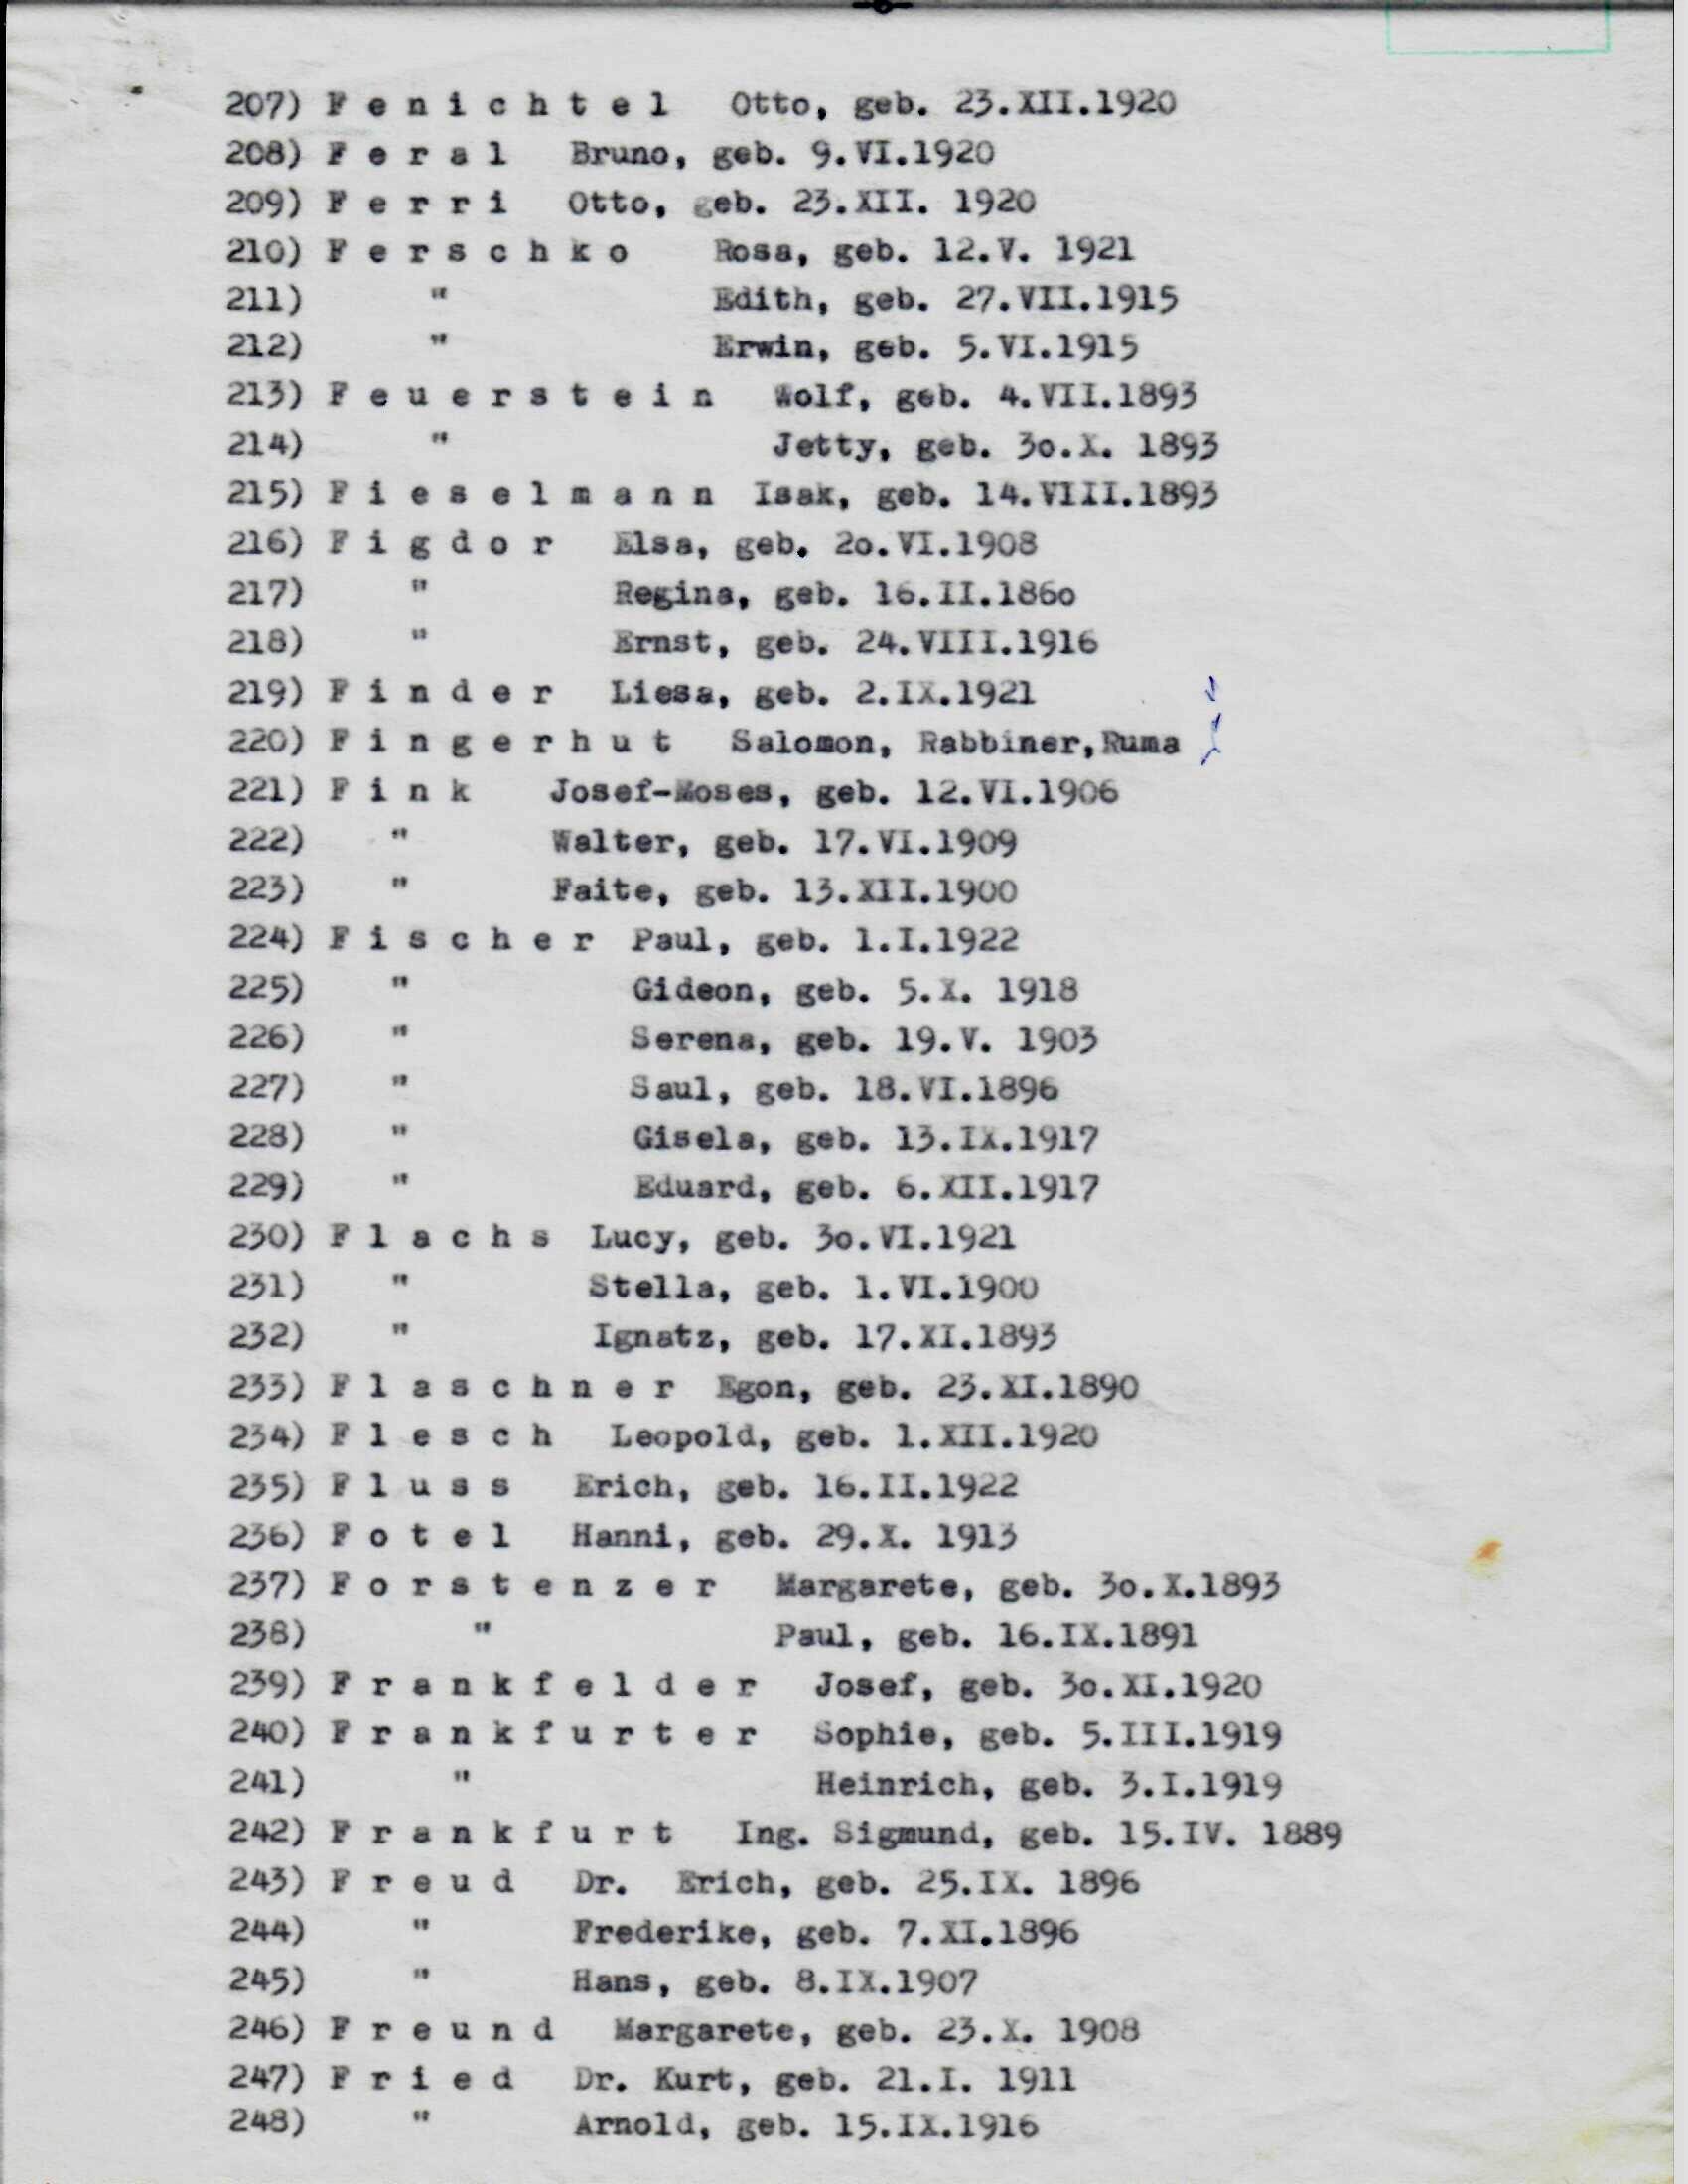 207) F e n i c h t e l Otto, geb. 23.XII.1920
208) F e r a l Bruno, geb. 9.VI.1920
209) F e r r i Otto, geb. 23.XII. 1920
210) F e r s c h k o Rosa, geb. 12.V. 1921
211) " Edith, geb. 27.VII.1915
212) " Erwin, geb. 5.VI.1915
213) F e u e r s t e i n Wolf, geb. 4.VII.1893
214) " Jetty, geb. 3o.X. 1893
215) F i e s e l m a n n Isak, geb. 14.VIII.1893
216) F i g d o r Elsa, geb. 2o.VI.1908
217) " Regina, geb. 16.II.186o
218) " Ernst, geb. 24.VIII.1916
219) F i n d e r Liesa, geb. 2.IX.1921
220) F i n g e r h u t Salomon, Rabbiner,Ruma
221) F i n k Josef-Moses, geb. 12.VI.1906
222) " Walter, geb. 17.VI.1909
223) " Faite, geb. 13.XII.1900
224) F i s c h e r Paul, geb. 1.I.1922
225) " Gideon, geb. 5.X. 1918
226) " Serena, geb. 19.V. 1903
227) " Saul, geb. 18.VI.1896
228) " Gisela, geb. 13.IX.1917
229) " Eduard, geb. 6.XII.1917
230) F l a c h s Lucy, geb. 3o.VI.1921
231) " Stella, geb. 1.VI.1900
232) " Ignatz, geb. 17.XI.1893
233) F l a s c h n e r Egon, geb. 23.XI.1890
234) F l e s c h Leopold, geb. 1.XII.1920
235) F l u s s Erich, geb. 16.II.1922
236) F o t e l Hanni, geb. 29.X. 1913
237) F o r s t e n z e r Margarete, geb. 3o.X.1893
238) " Paul, geb. 16.IX.1891
239) F r a n k f e l d e r Josef, geb. 3o.XI.1920
240) F r a n k f u r t e r Sophie, geb. 5.III.1919
241) " Heinrich, geb. 3.I.1919
242) F r a n k f u r t Ing. Sigmund, geb. 15.IV. 1889
243) F r e u d Dr. Erich, geb. 25.IX. 1896
244) " Frederike, geb. 7.XI.1896
245) " Hans, geb. 8.IX.1907
246) F r e u n d Margarete, geb. 23.X. 1908
247) F r i e d Dr. Kurt, geb. 21.I. 1911
248) " Arnold, geb. 15.IX.1916